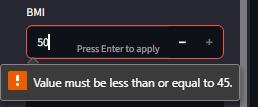 BMI
50 Press Enter to apply − +
Value must be less than or equal to 45.